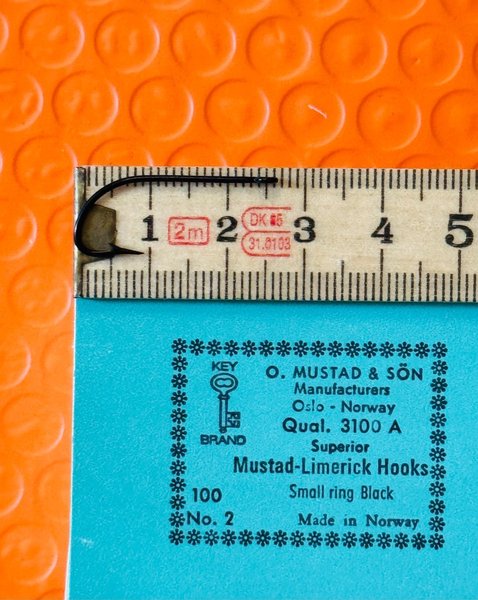 1 2m 2 DK 85 3 4 5
31.0103
KEY
BRAND
O. MUSTAD & SÖN
Manufacturers
Oslo - Norway
Qual. 3100 A
Superior
Mustad-Limerick Hooks
100 Small ring Black
No. 2 Made in Norway